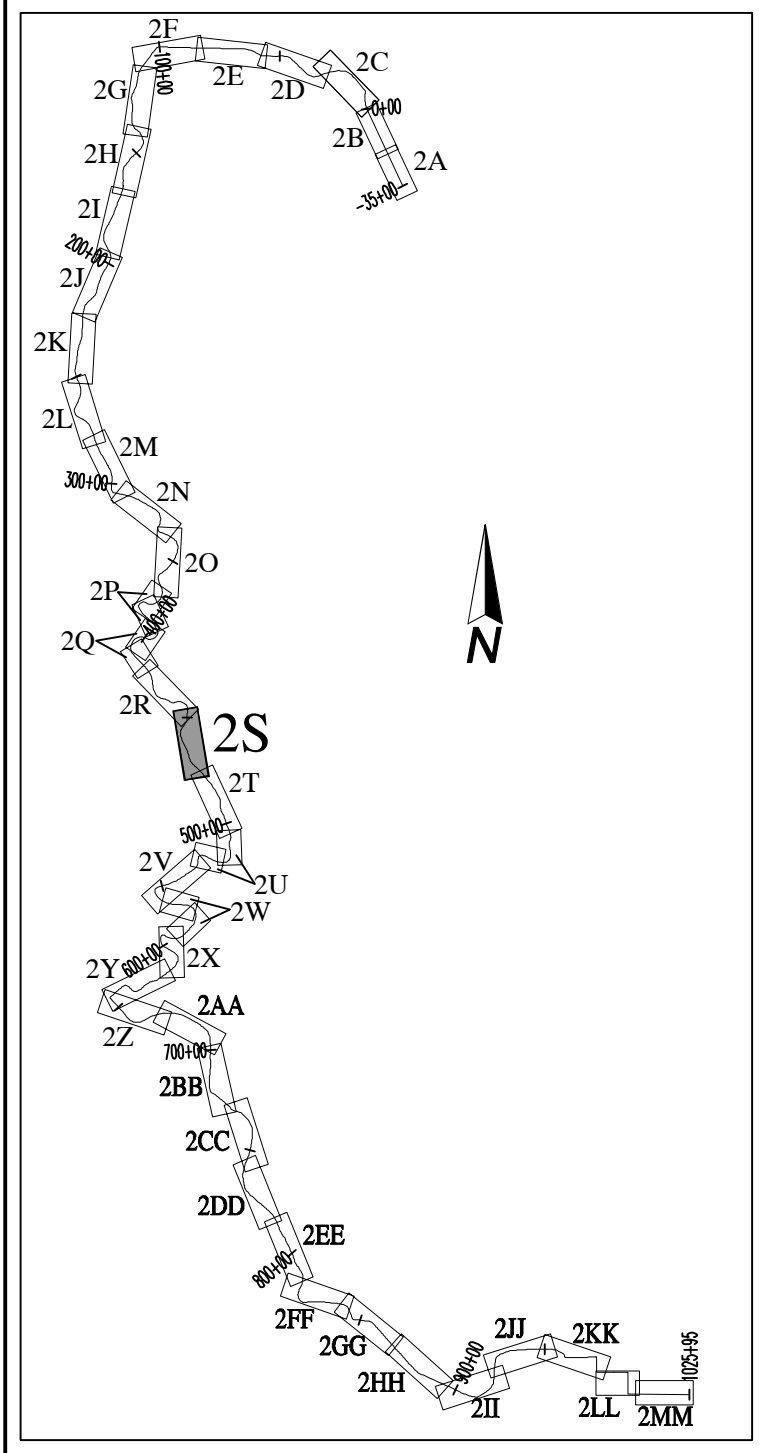 2F
100+00
2E
2D
2C
2G
0+00
2B
2A
-35+00
2H
2I
200+00
2J
2K
2L
2M
300+00
2N
2O
2P
400+00
2Q
2R
2S
2T
500+00
2V
2U
2W
600+00
2X
2Y
2Z
2AA
700+00
2BB
2CC
2DD
2EE
800+00
2FF
2GG
2HH
900+00
2II
2JJ
2KK
2LL
2MM
1025+95
N